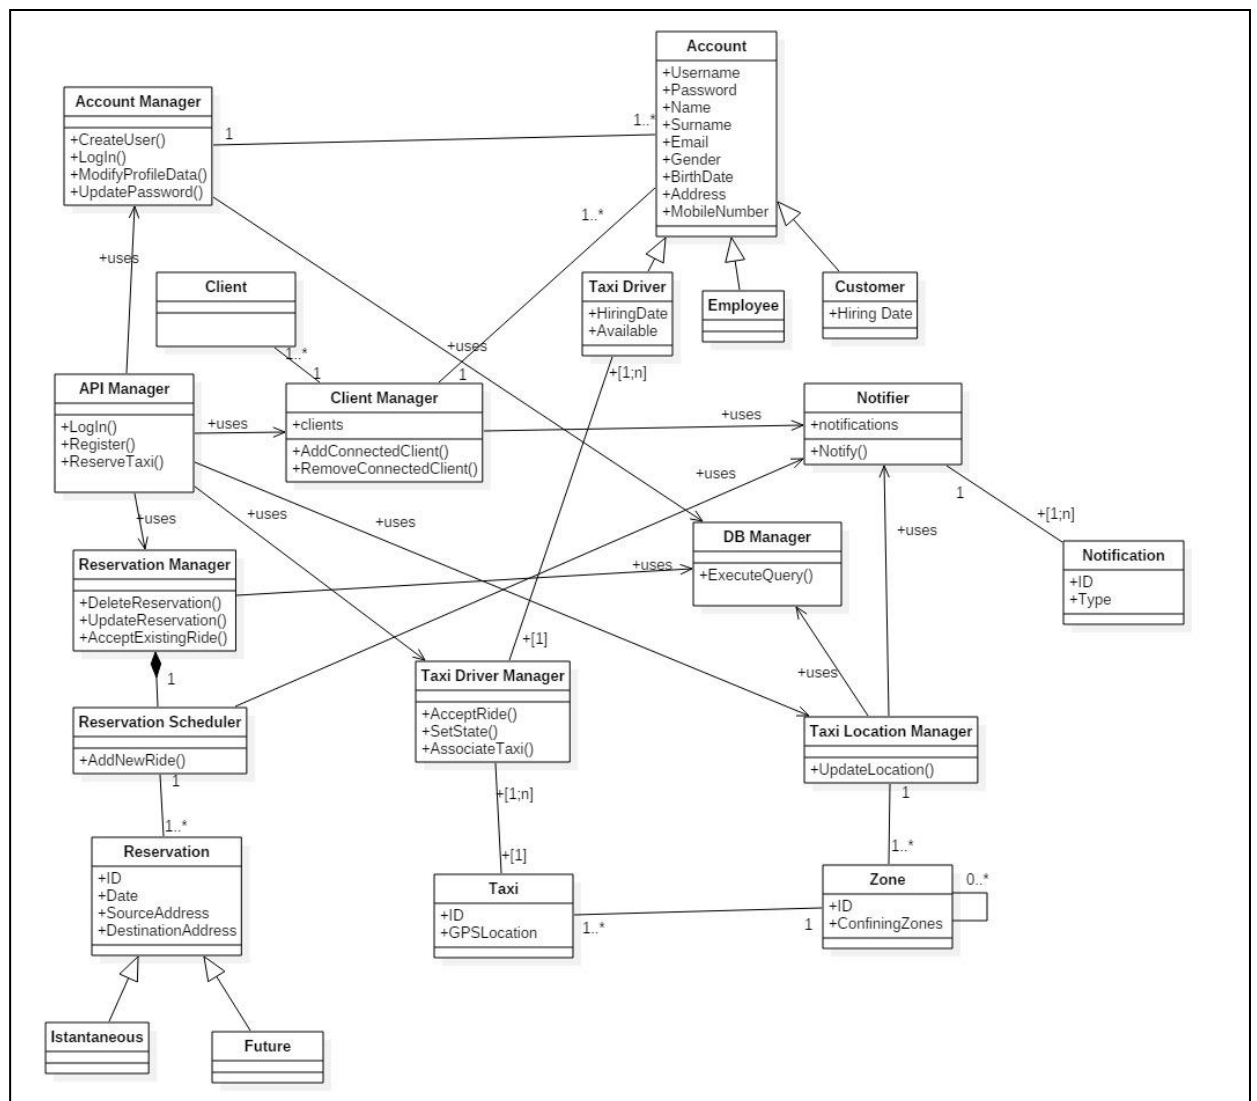 Account
+Username
+Password
+Name
+Surname
+Email
+Gender
+BirthDate
+Address
+MobileNumber
Account Manager
+CreateUser()
+LogIn()
+ModifyProfileData()
+UpdatePassword()
1
1..*
1..*
+uses
Client
1..*
1
Taxi Driver
+HiringDate
+Available
Employee
Customer
+Hiring Date
+uses
1
+[1;n]
API Manager
+LogIn()
+Register()
+ReserveTaxi()
+uses
Client Manager
+clients
+AddConnectedClient()
+RemoveConnectedClient()
+uses
Notifier
+notifications
+Notify()
+uses
1
+[1;n]
+uses
+uses
+uses
+uses
+uses
DB Manager
+ExecuteQuery()
Notification
+ID
+Type
Reservation Manager
+DeleteReservation()
+UpdateReservation()
+AcceptExistingRide()
+uses
+[1]
1
Taxi Driver Manager
+AcceptRide()
+SetState()
+AssociateTaxi()
+uses
Reservation Scheduler
+AddNewRide()
Taxi Location Manager
+UpdateLocation()
1
1..*
+[1;n]
+[1]
1
1..*
Reservation
+ID
+Date
+SourceAddress
+DestinationAddress
Taxi
+ID
+GPSLocation
1..*
1
Zone
+ID
+ConfiningZones
0..*
Istantaneous
Future